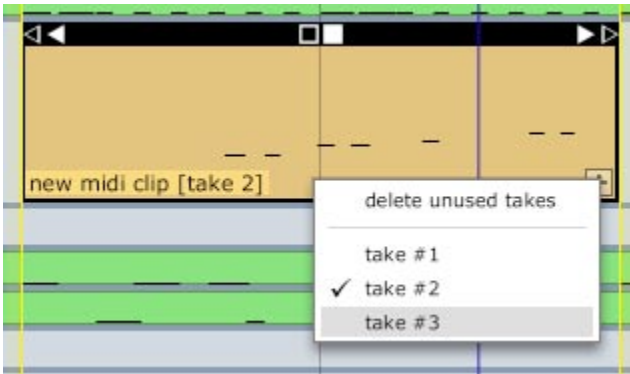 new midi clip [take 2]
delete unused takes
take #1
take #2
take #3